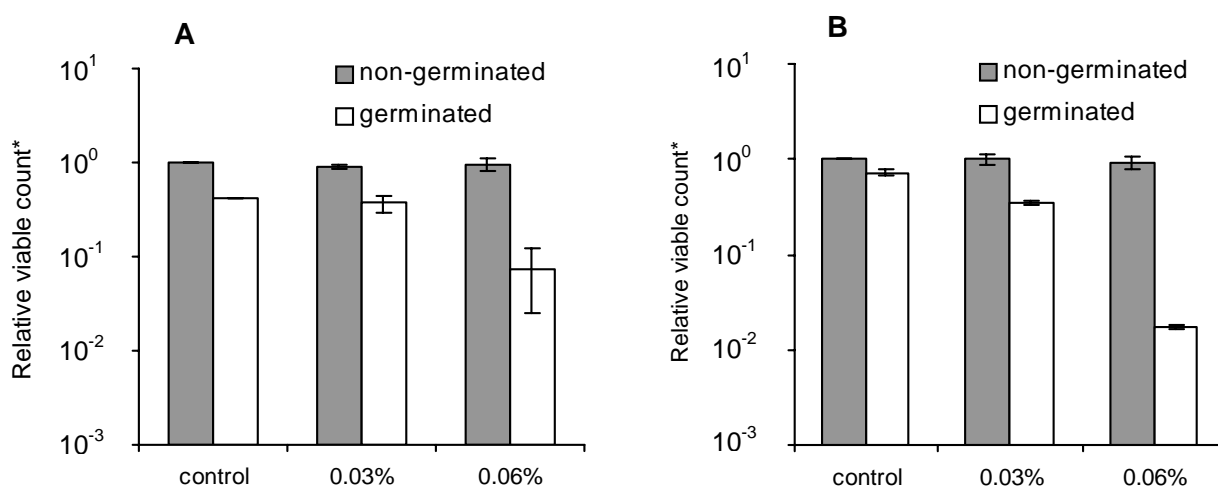 A
non-germinated
germinated
Relative viable count*
10^1
10^0
10^-1
10^-2
10^-3
control 0.03% 0.06%
B
non-germinated
germinated
Relative viable count*
10^1
10^0
10^-1
10^-2
10^-3
control 0.03% 0.06%